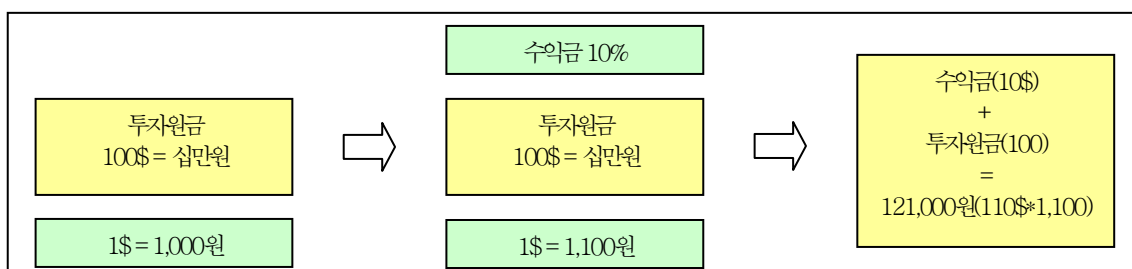 수익금 10%
투자원금
100$ = 십만원
1$ = 1,000원
투자원금
100$ = 십만원
1$ = 1,100원
수익금(10$)
+
투자원금(100)
=
121,000원(110$*1,100)